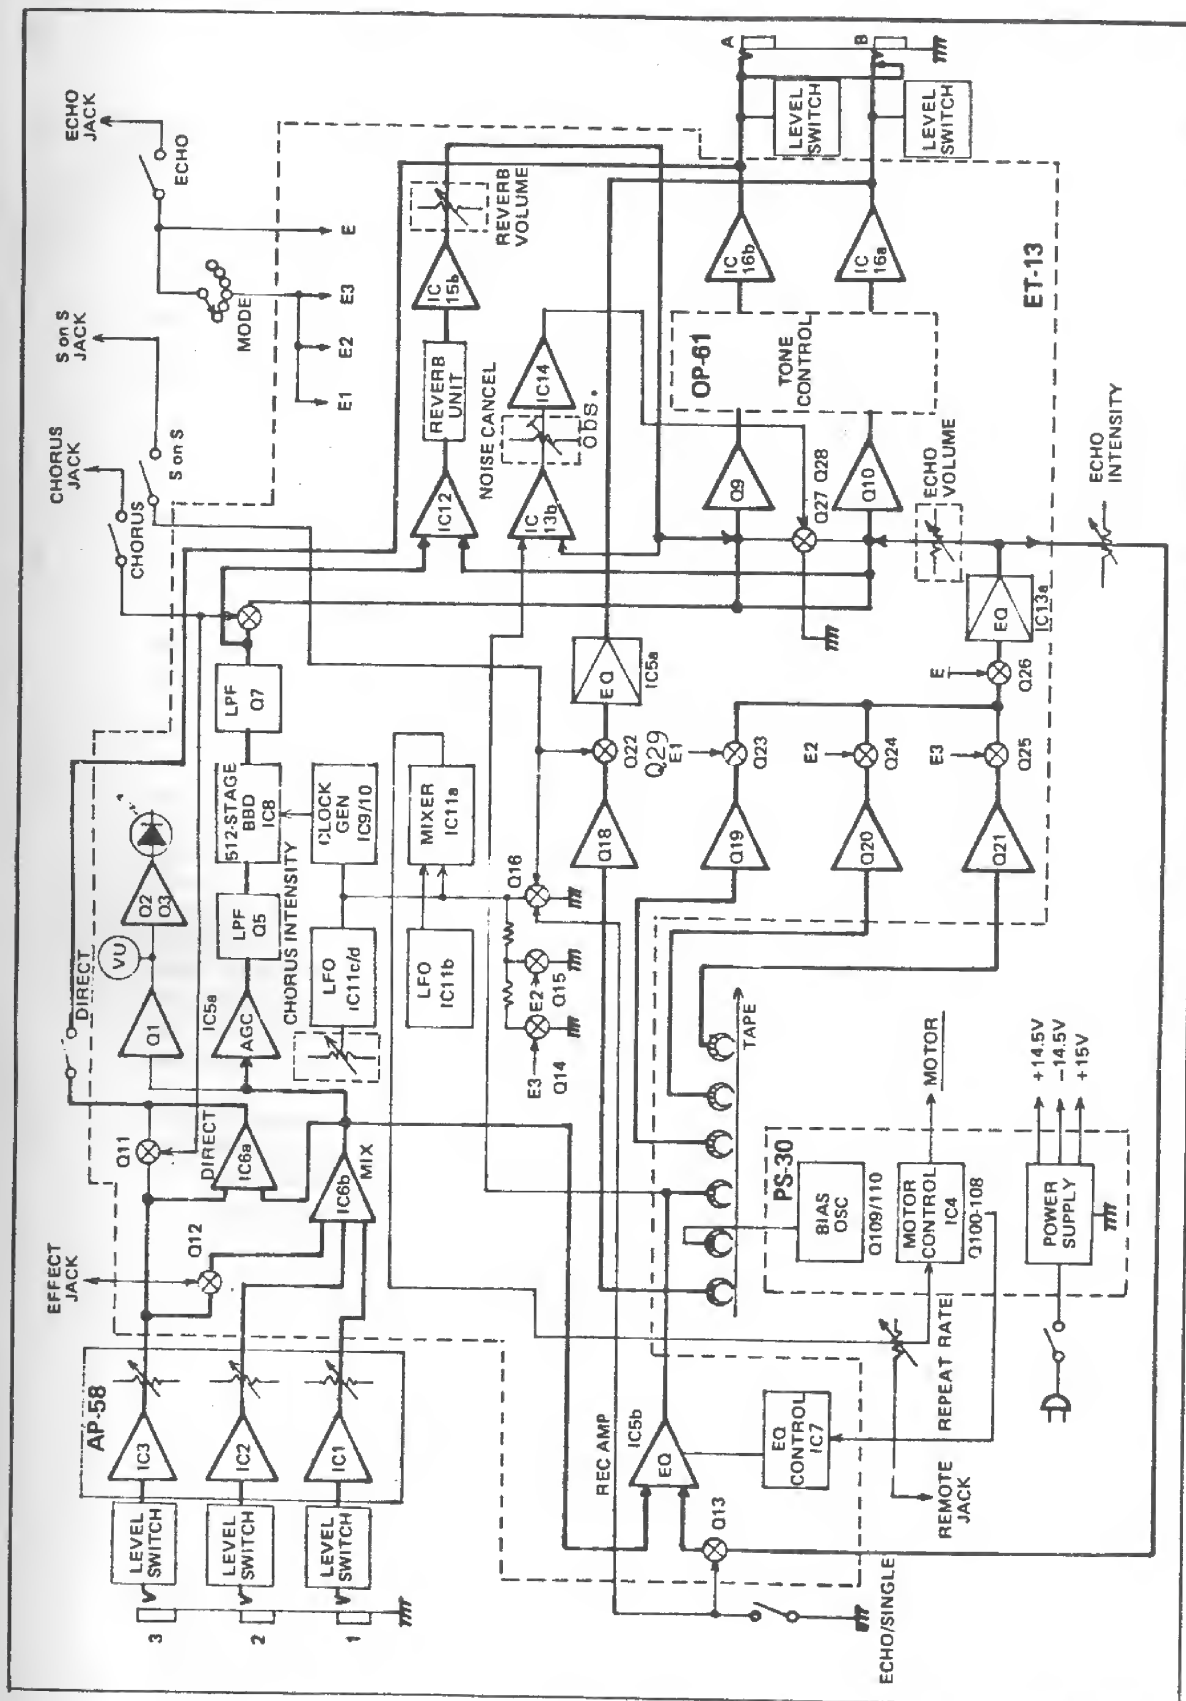 3
2
1
LEVEL
SWITCH
LEVEL
SWITCH
LEVEL
SWITCH
AP-58
IC3
IC2
IC1
EFFECT
JACK
Q12
Q11
DIRECT
IC6a
IC6b
MIX
DIRECT
Q1
VU
Q2
Q3
IC5a
AGC
LPF
Q5
512-STAGE
BBD
IC8
LPF
Q7
CHORUS INTENSITY
LFO
IC11c/d
CLOCK
GEN
IC9/10
LFO
IC11b
MIXER
IC11a
E3
Q14
E2
Q15
Q16
CHORUS
JACK
CHORUS
S on S
JACK
S on S
ECHO
JACK
ECHO
MODE
E1
E2
E3
E
IC12
REVERB
UNIT
IC
15b
REVERB
VOLUME
NOISE CANCEL
IC
13b
obs.
IC14
REC AMP
IC5b
EQ
EQ
CONTROL
IC7
Q13
ECHO/SINGLE
REMOTE
JACK
REPEAT RATE
TAPE
PS-30
BIAS
OSC
Q109/110
MOTOR
CONTROL
IC4
Q100-108
MOTOR
POWER
SUPPLY
+14.5V
-14.5V
+15V
Q18
Q22
Q29
EQ
IC5a
Q19
E1
Q23
Q20
E2
Q24
Q21
E3
Q25
E
Q26
EQ
IC13a
ECHO
VOLUME
ECHO
INTENSITY
Q9
Q27 Q28
Q10
OP-61
TONE
CONTROL
IC
16b
IC
16a
ET-13
LEVEL
SWITCH
LEVEL
SWITCH
A
B